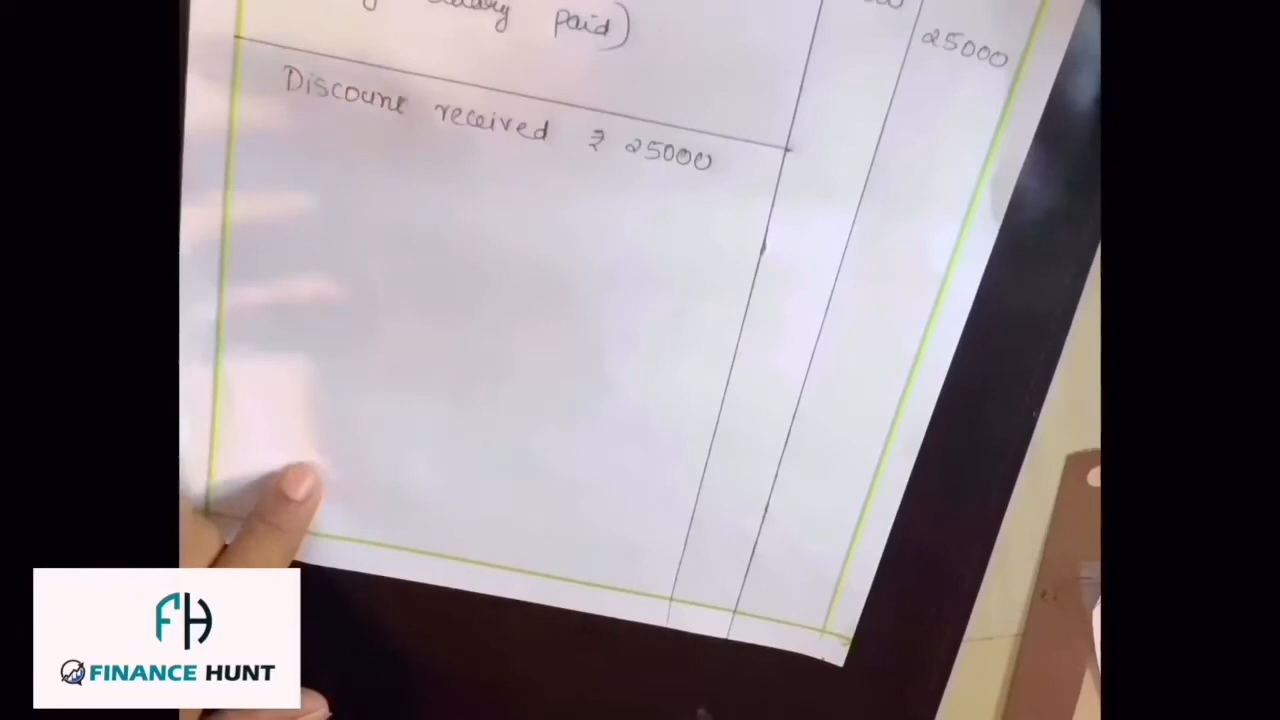 paid)
25000
Discount received ₹ 25000
FH
FINANCE HUNT